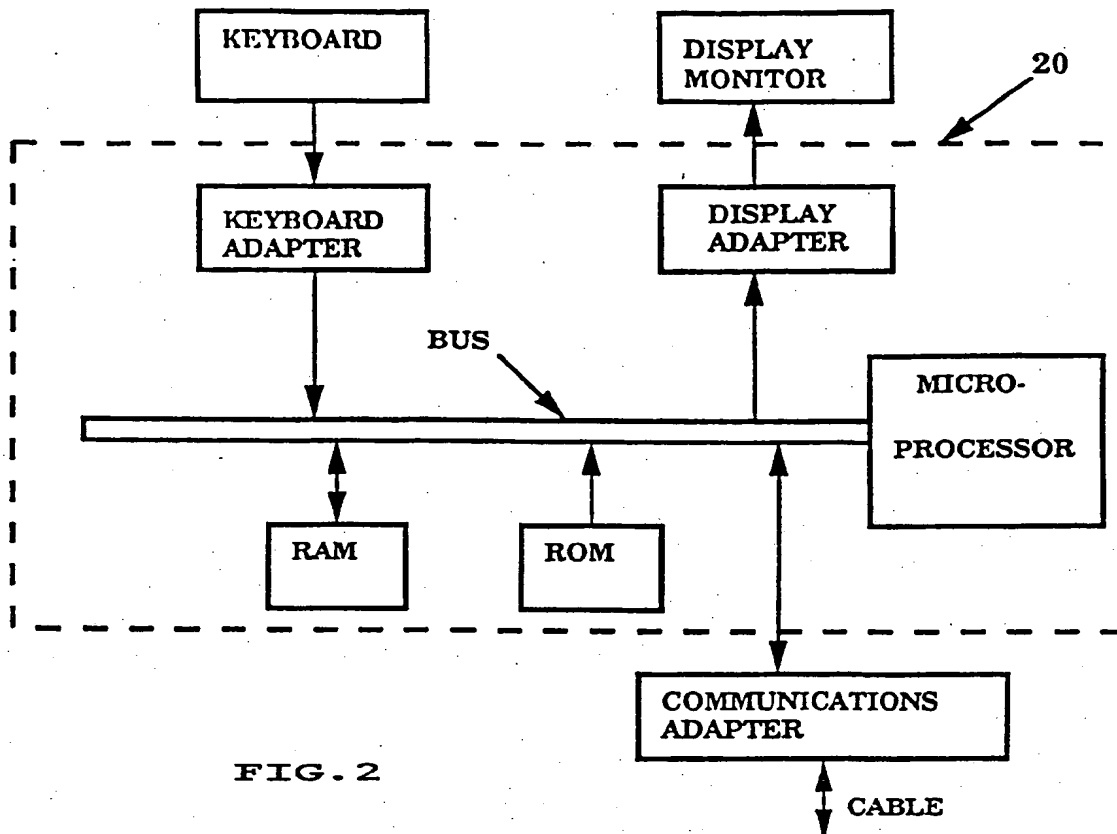 KEYBOARD
DISPLAY
MONITOR
20
KEYBOARD
ADAPTER
DISPLAY
ADAPTER
BUS
MICRO-
PROCESSOR
RAM
ROM
COMMUNICATIONS
ADAPTER
FIG.2
CABLE